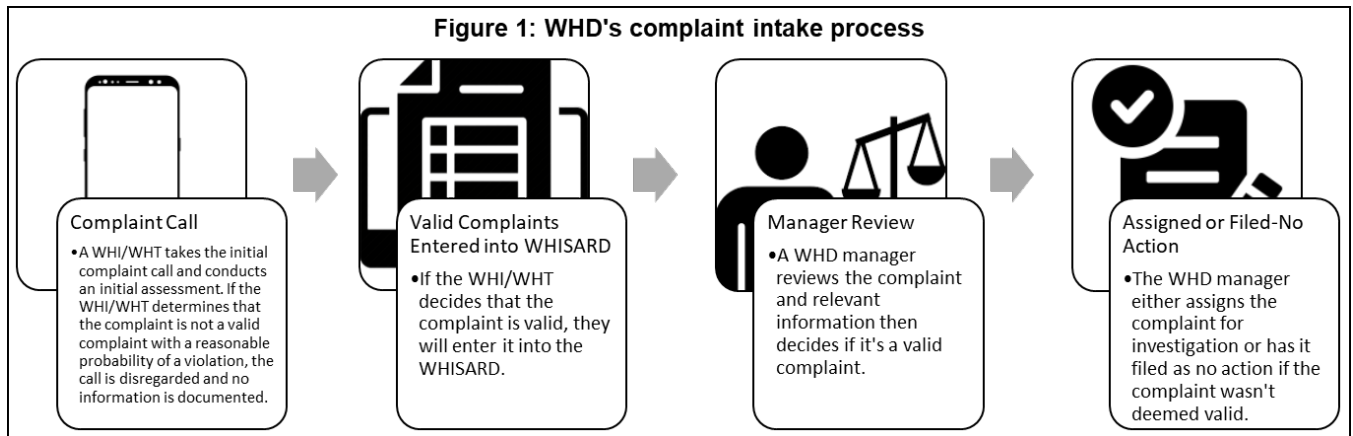 Figure 1: WHD's complaint intake process
Complaint Call
•A WHI/WHT takes the initial
complaint call and conducts
an initial assessment. If the
WHI/WHT determines that
the complaint is not a valid
complaint with a reasonable
probability of a violation, the
call is disregarded and no
information is documented.
Valid Complaints
Entered into WHISARD
•If the WHI/WHT
decides that the
complaint is valid, they
will enter it into the
WHISARD.
Manager Review
•A WHD manager
reviews the complaint
and relevant
information then
decides if it's a valid
complaint.
Assigned or Filed-No
Action
•The WHD manager
either assigns the
complaint for
investigation or has it
filed as no action if the
complaint wasn't
deemed valid.